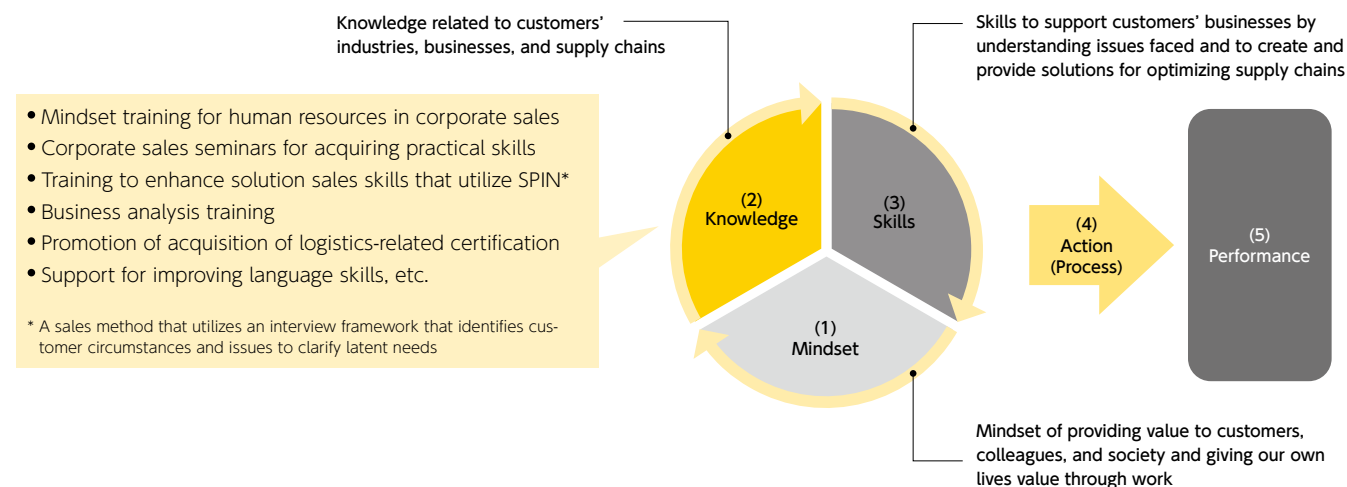 Knowledge related to customers’
industries, businesses, and supply chains
Skills to support customers’ businesses by
understanding issues faced and to create and
provide solutions for optimizing supply chains
• Mindset training for human resources in corporate sales
• Corporate sales seminars for acquiring practical skills
• Training to enhance solution sales skills that utilize SPIN*
• Business analysis training
• Promotion of acquisition of logistics-related certification
• Support for improving language skills, etc.
* A sales method that utilizes an interview framework that identifies cus-
tomer circumstances and issues to clarify latent needs
(2)
Knowledge
(3)
Skills
(1)
Mindset
(4)
Action
(Process)
(5)
Performance
Mindset of providing value to customers,
colleagues, and society and giving our own
lives value through work